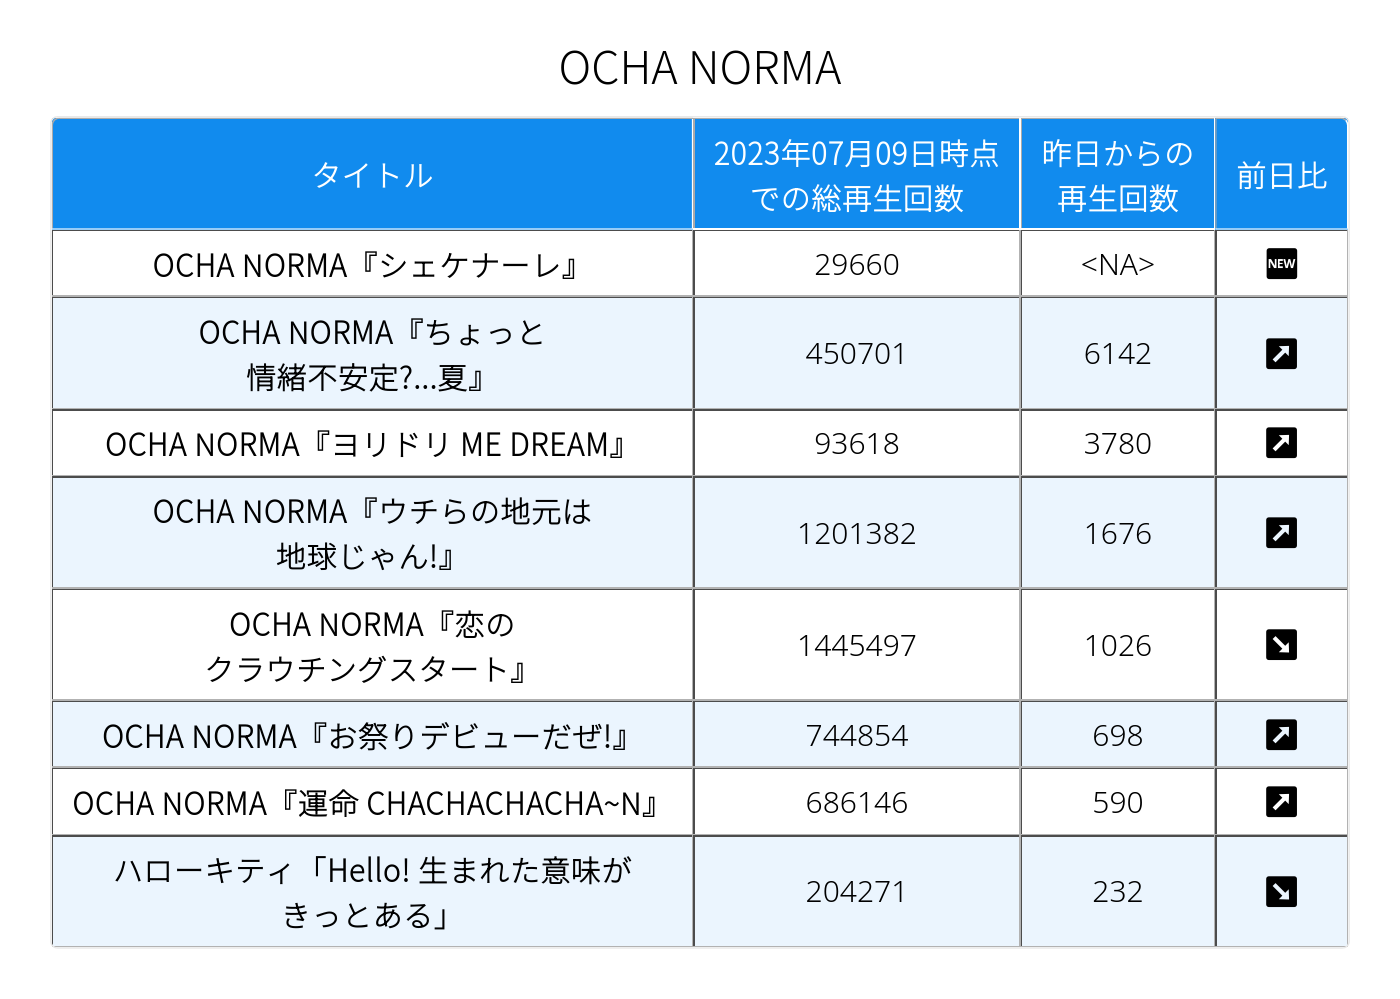 OCHA NORMA
タイトル
2023年07月09日時点
での総再生回数
昨日からの
再生回数
前日比
OCHA NORMA『シェケナーレ』
29660
<NA>
NEW
OCHA NORMA『ちょっと
情緒不安定?...夏』
450701
6142
OCHA NORMA『ヨリドリ ME DREAM』
93618
3780
OCHA NORMA『ウチらの地元は
地球じゃん!』
1201382
1676
OCHA NORMA『恋の
クラウチングスタート』
1445497
1026
OCHA NORMA『お祭りデビューだぜ!』
744854
698
OCHA NORMA『運命 CHACHACHACHA~N』
686146
590
ハローキティ「Hello! 生まれた意味が
きっとある」
204271
232